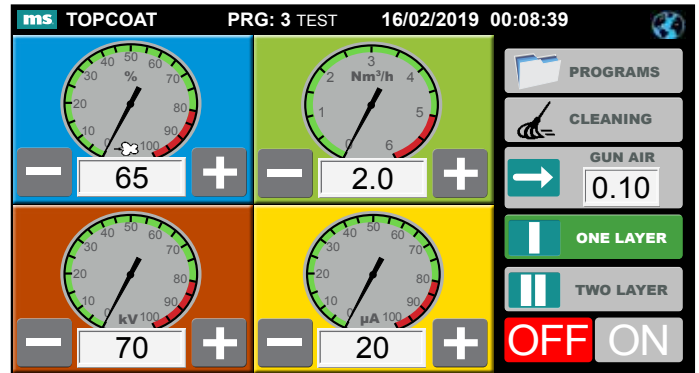 ms TOPCOAT PRG: 3 TEST 16/02/2019 00:08:39
0 10 20 30 40 50 60 70 80 90 100
%
− 65 +
0 1 2 3 4 5 6
Nm³/h
− 2.0 +
PROGRAMS
CLEANING
GUN AIR
0.10
0 10 20 30 40 50 60 70 80 90 100
kV
− 70 +
0 10 20 30 40 50 60 70 80 90 100
µA
− 20 +
ONE LAYER
TWO LAYER
OFF ON